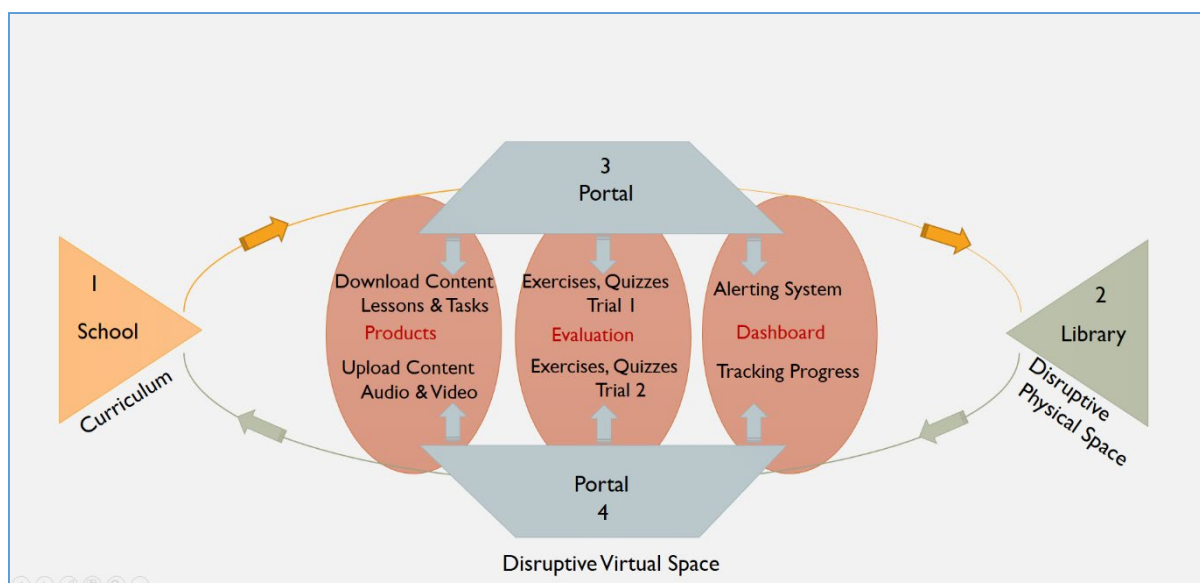 3
Portal
1
School
Curriculum
Download Content
Lessons & Tasks
Products
Upload Content
Audio & Video
Exercises, Quizzes
Trial 1
Evaluation
Exercises, Quizzes
Trial 2
Alerting System
Dashboard
Tracking Progress
2
Library
Disruptive
Physical Space
Portal
4
Disruptive Virtual Space